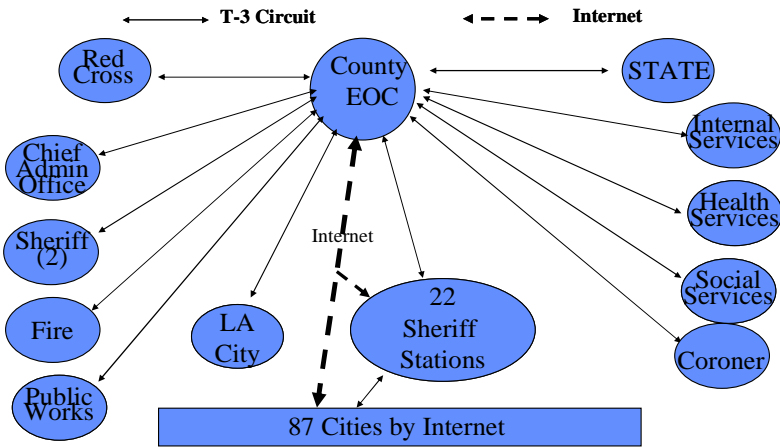 T-3 Circuit
Internet
Red
Cross
County
EOC
STATE
Internal
Services
Chief
Admin
Office
Health
Services
Sheriff
(2)
Internet
Social
Services
22
Sheriff
Stations
Fire
LA
City
Coroner
Public
Works
87 Cities by Internet